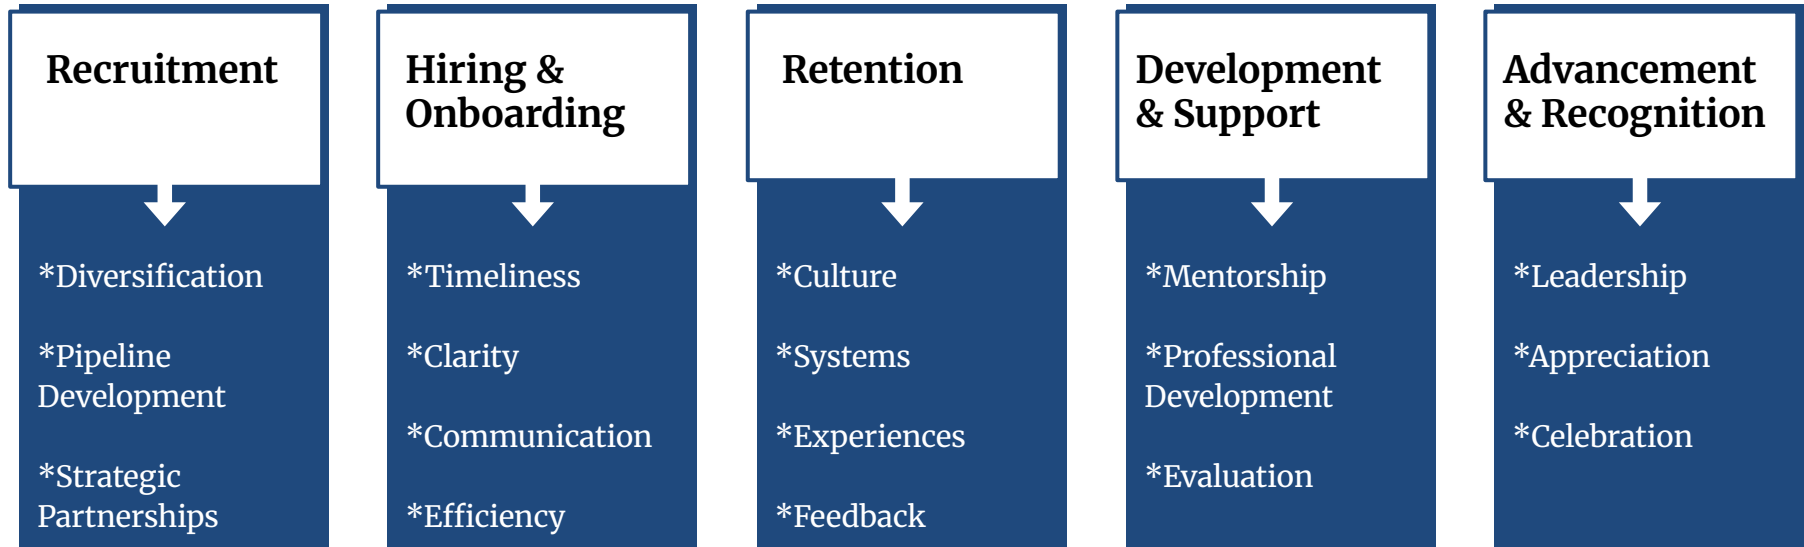 Recruitment
*Diversification
*Pipeline
Development
*Strategic
Partnerships
Hiring &
Onboarding
*Timeliness
*Clarity
*Communication
*Efficiency
Retention
*Culture
*Systems
*Experiences
*Feedback
Development
& Support
*Mentorship
*Professional
Development
*Evaluation
Advancement
& Recognition
*Leadership
*Appreciation
*Celebration